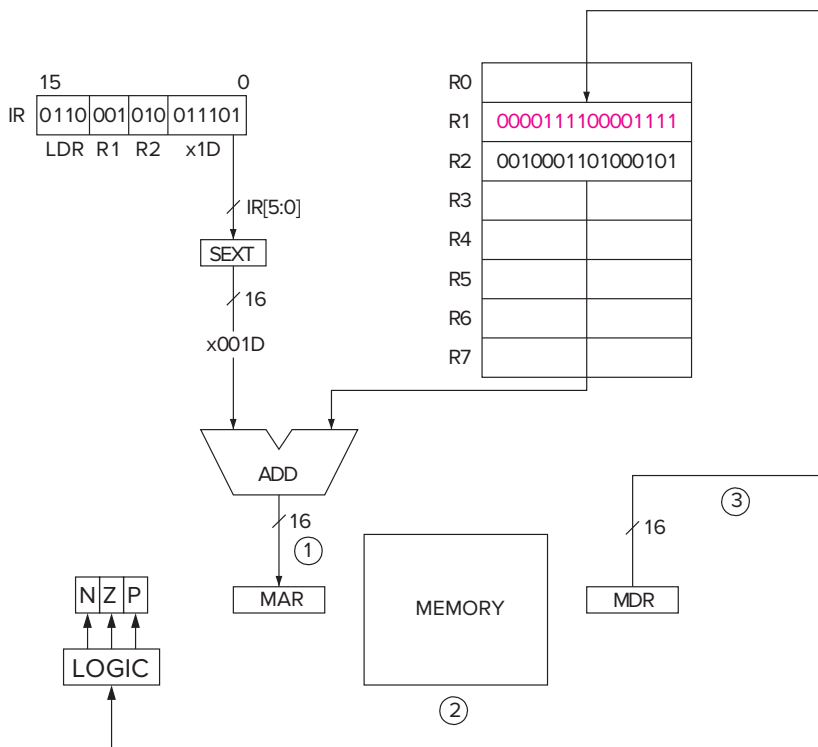 15 0
IR 0110 001 010 011101
LDR R1 R2 x1D
IR[5:0]
SEXT
16
x001D
ADD
16
1
MAR
R0
R1 0000111100001111
R2 0010001101000101
R3
R4
R5
R6
R7
MEMORY
2
3
16
MDR
N Z P
LOGIC